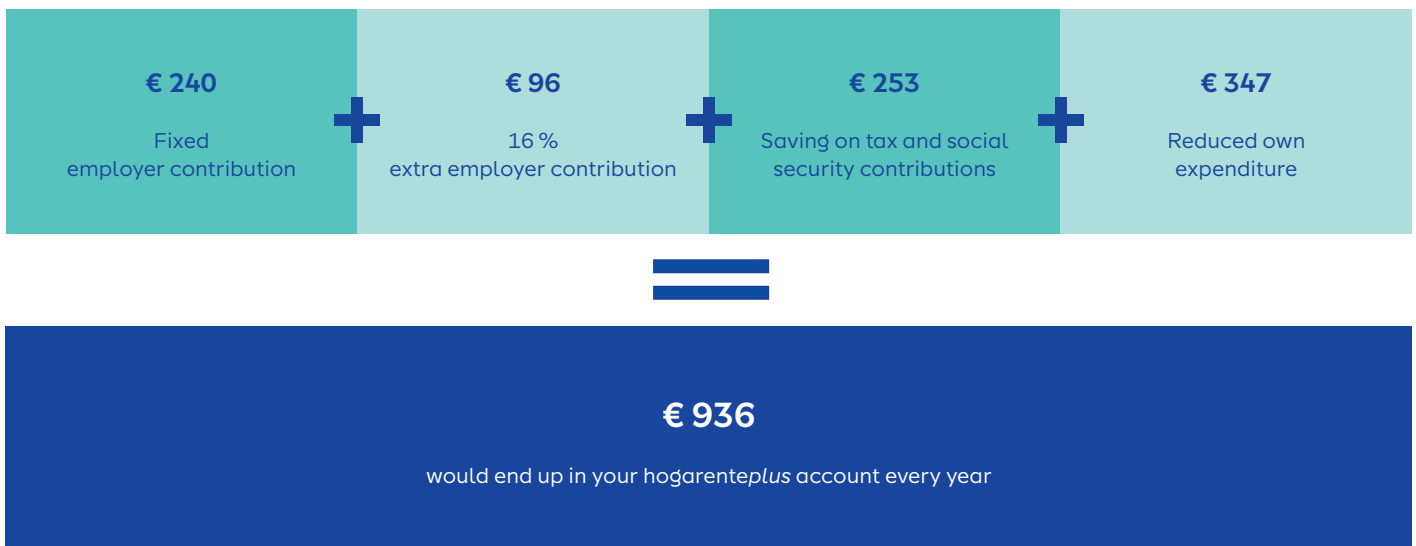 € 240
Fixed
employer contribution
€ 96
16 %
extra employer contribution
€ 253
Saving on tax and social
security contributions
€ 347
Reduced own
expenditure
€ 936
would end up in your hogarenteplus account every year